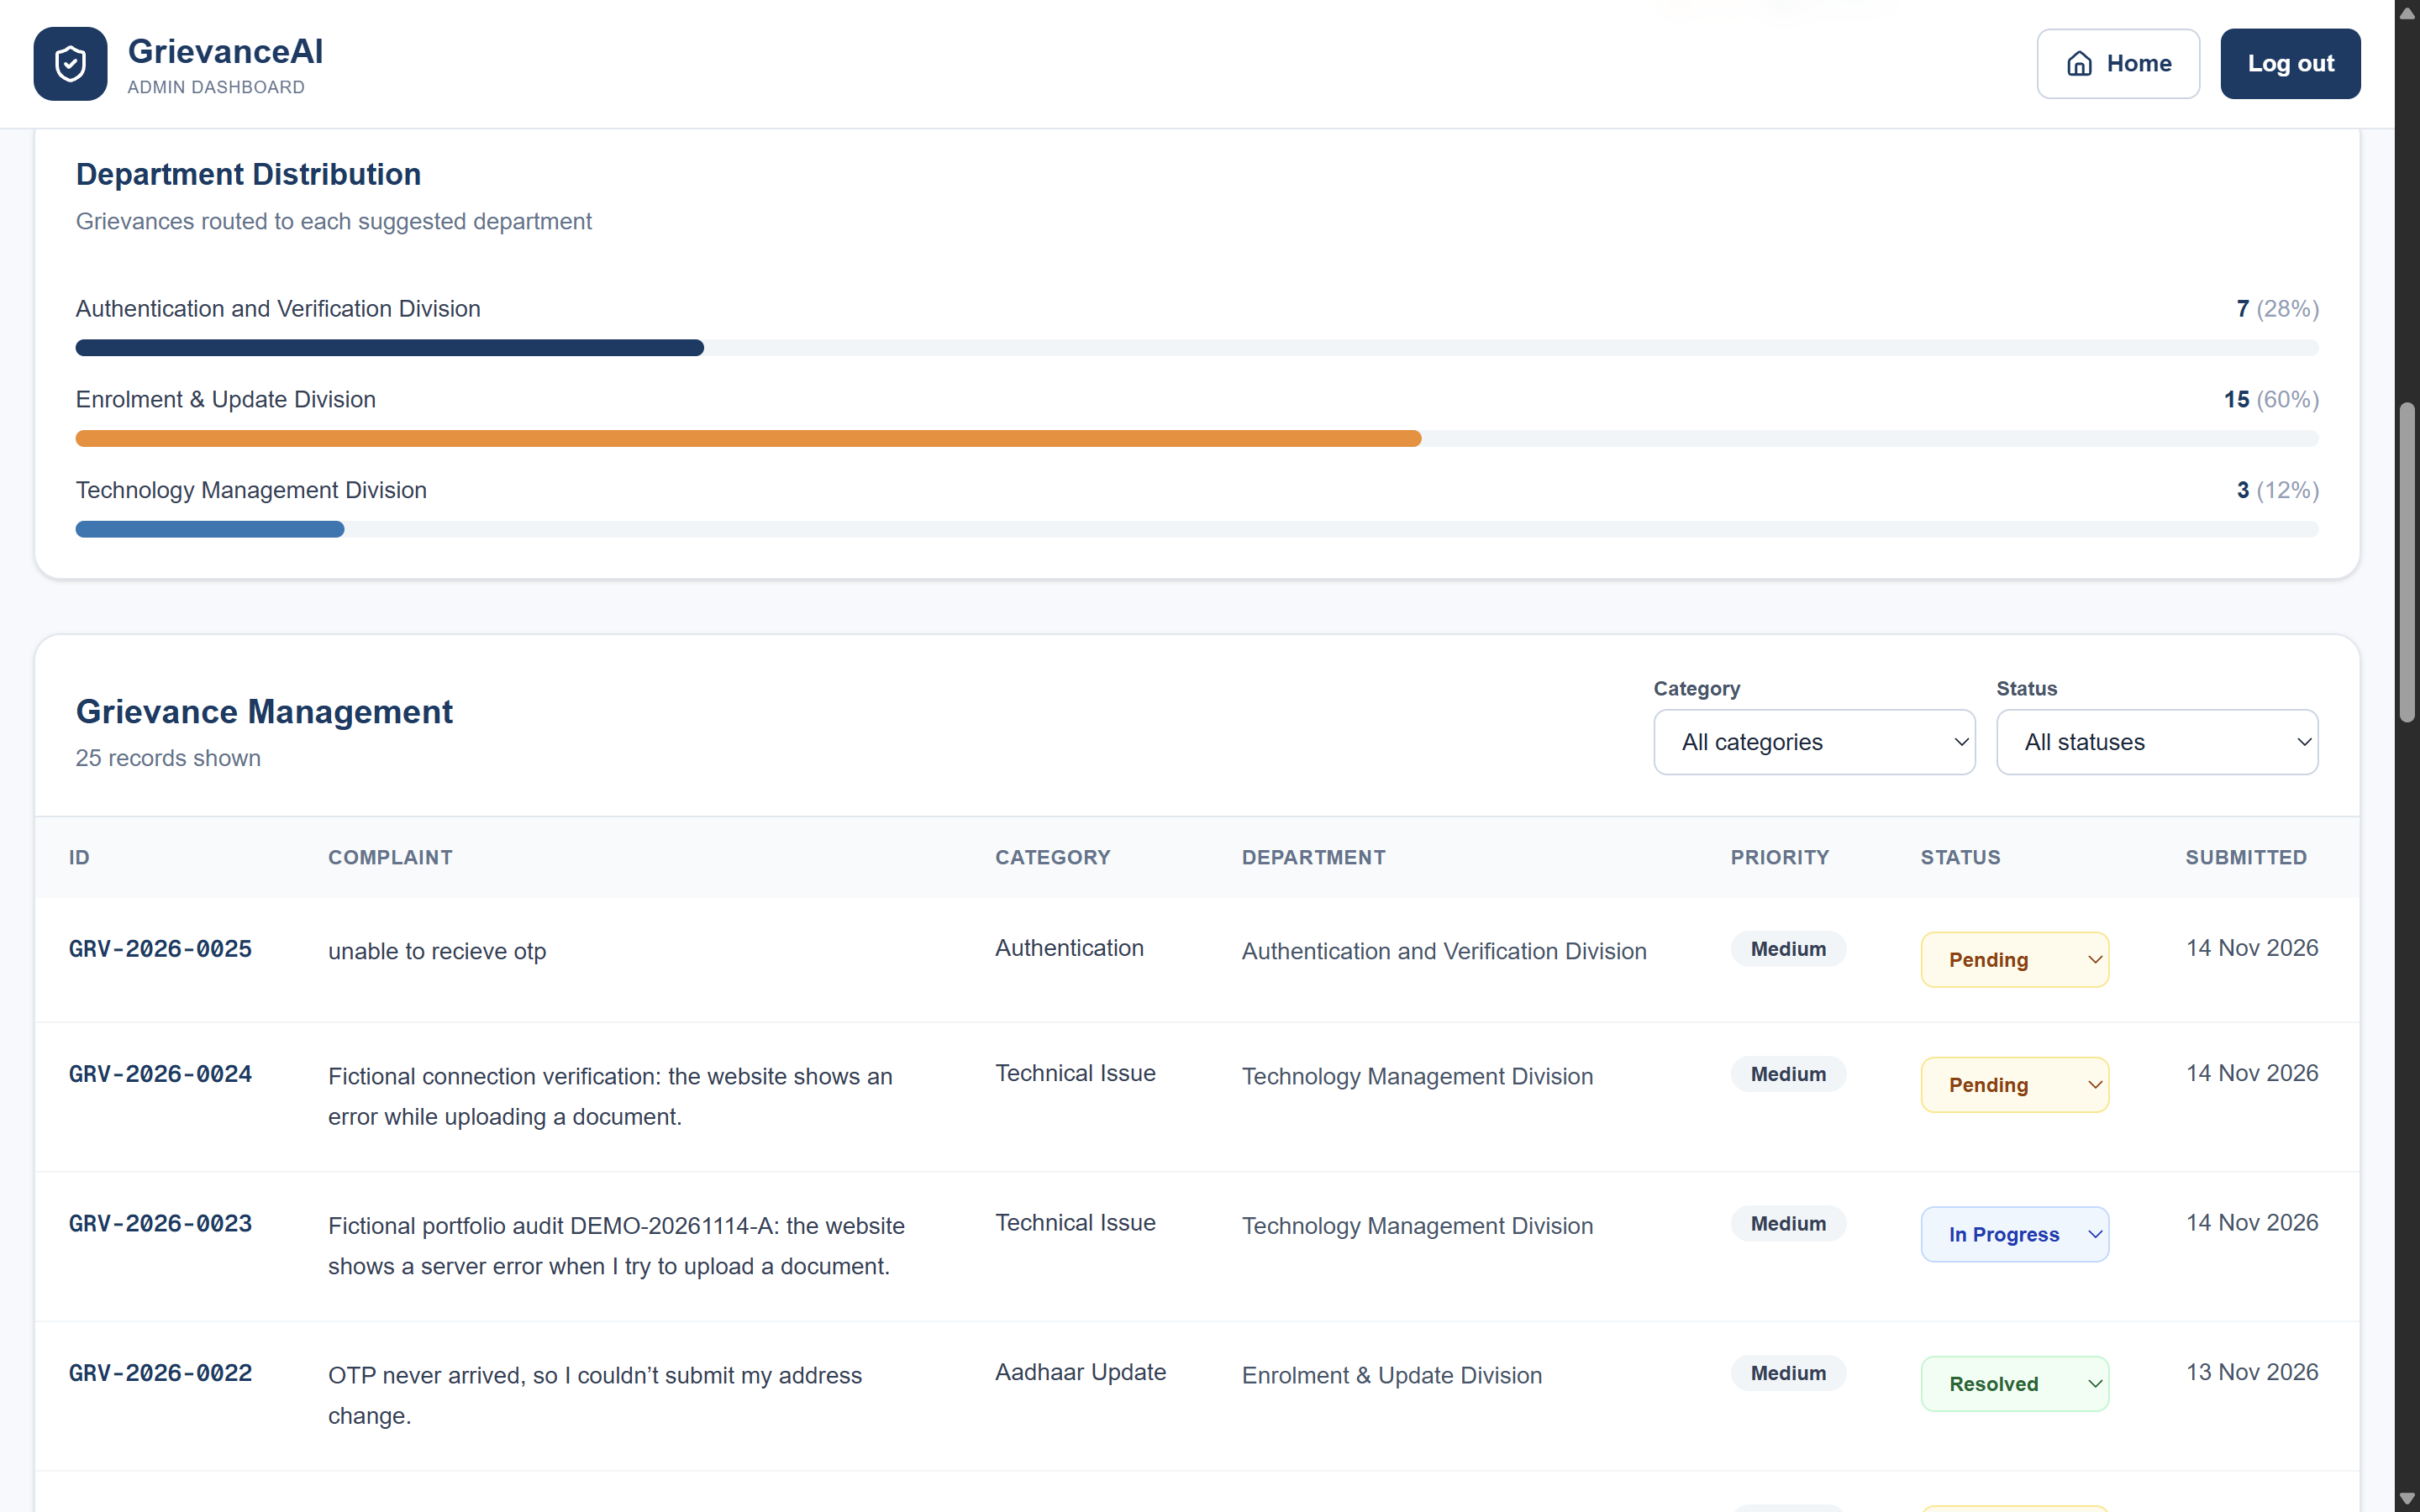 GrievanceAI
ADMIN DASHBOARD
Home
Log out
Department Distribution
Grievances routed to each suggested department
Authentication and Verification Division 7 (28%)
Enrolment & Update Division 15 (60%)
Technology Management Division 3 (12%)
Grievance Management
25 records shown
Category
All categories
Status
All statuses
ID COMPLAINT CATEGORY DEPARTMENT PRIORITY STATUS SUBMITTED
GRV-2026-0025 unable to recieve otp Authentication Authentication and Verification Division Medium Pending 14 Nov 2026
GRV-2026-0024 Fictional connection verification: the website shows an Technical Issue Technology Management Division Medium Pending 14 Nov 2026
error while uploading a document.
GRV-2026-0023 Fictional portfolio audit DEMO-20261114-A: the website Technical Issue Technology Management Division Medium In Progress 14 Nov 2026
shows a server error when I try to upload a document.
GRV-2026-0022 OTP never arrived, so I couldn’t submit my address Aadhaar Update Enrolment & Update Division Medium Resolved 13 Nov 2026
change.